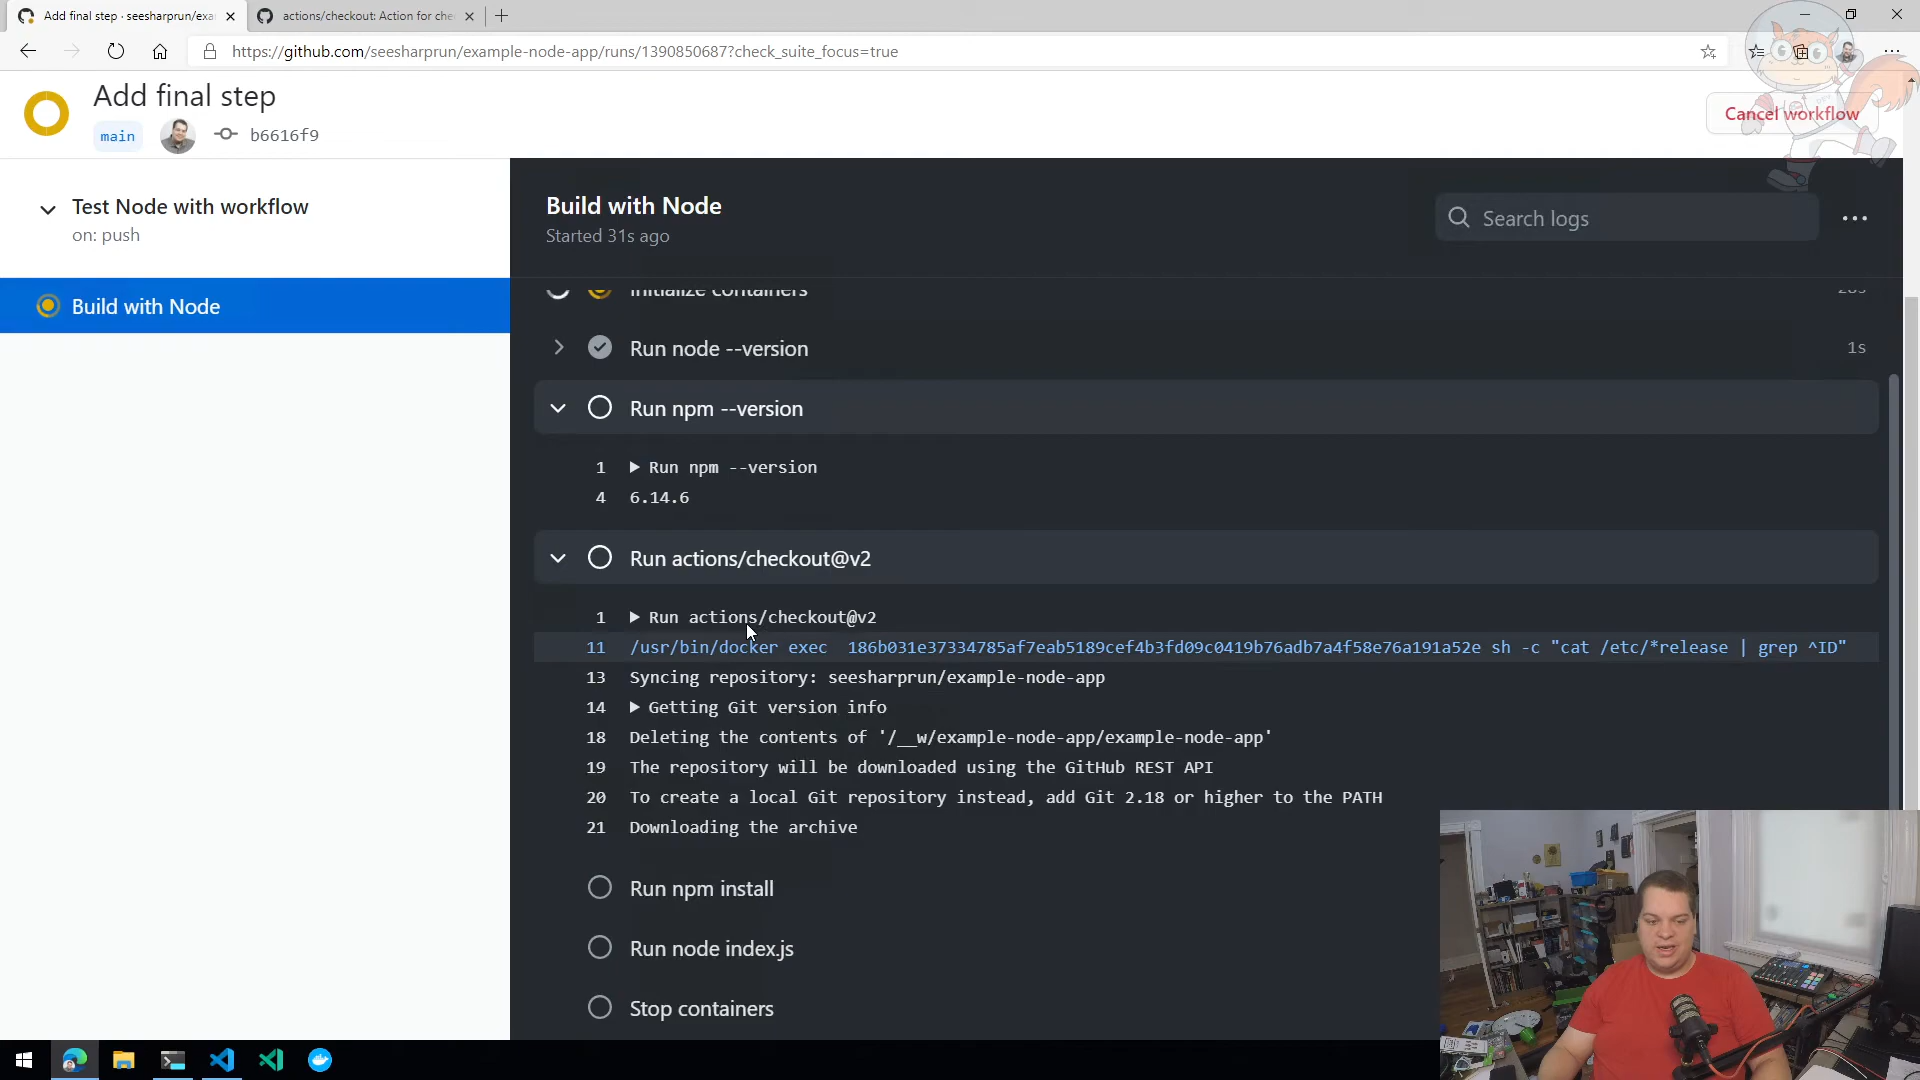 Add final step · seesharprun/exa
actions/checkout: Action for che
https://github.com/seesharprun/example-node-app/runs/1390850687?check_suite_focus=true
Add final step
main
b6616f9
Cancel workflow
Test Node with workflow
on: push
Build with Node
Build with Node
Started 31s ago
Search logs
Initialize containers
Run node --version
1s
Run npm --version
1 Run npm --version
4 6.14.6
Run actions/checkout@v2
1 Run actions/checkout@v2
11 /usr/bin/docker exec 186b031e37334785af7eab5189cef4b3fd09c0419b76adb7a4f58e76a191a52e sh -c "cat /etc/*release | grep ^ID"
13 Syncing repository: seesharprun/example-node-app
14 Getting Git version info
18 Deleting the contents of '/__w/example-node-app/example-node-app'
19 The repository will be downloaded using the GitHub REST API
20 To create a local Git repository instead, add Git 2.18 or higher to the PATH
21 Downloading the archive
Run npm install
Run node index.js
Stop containers